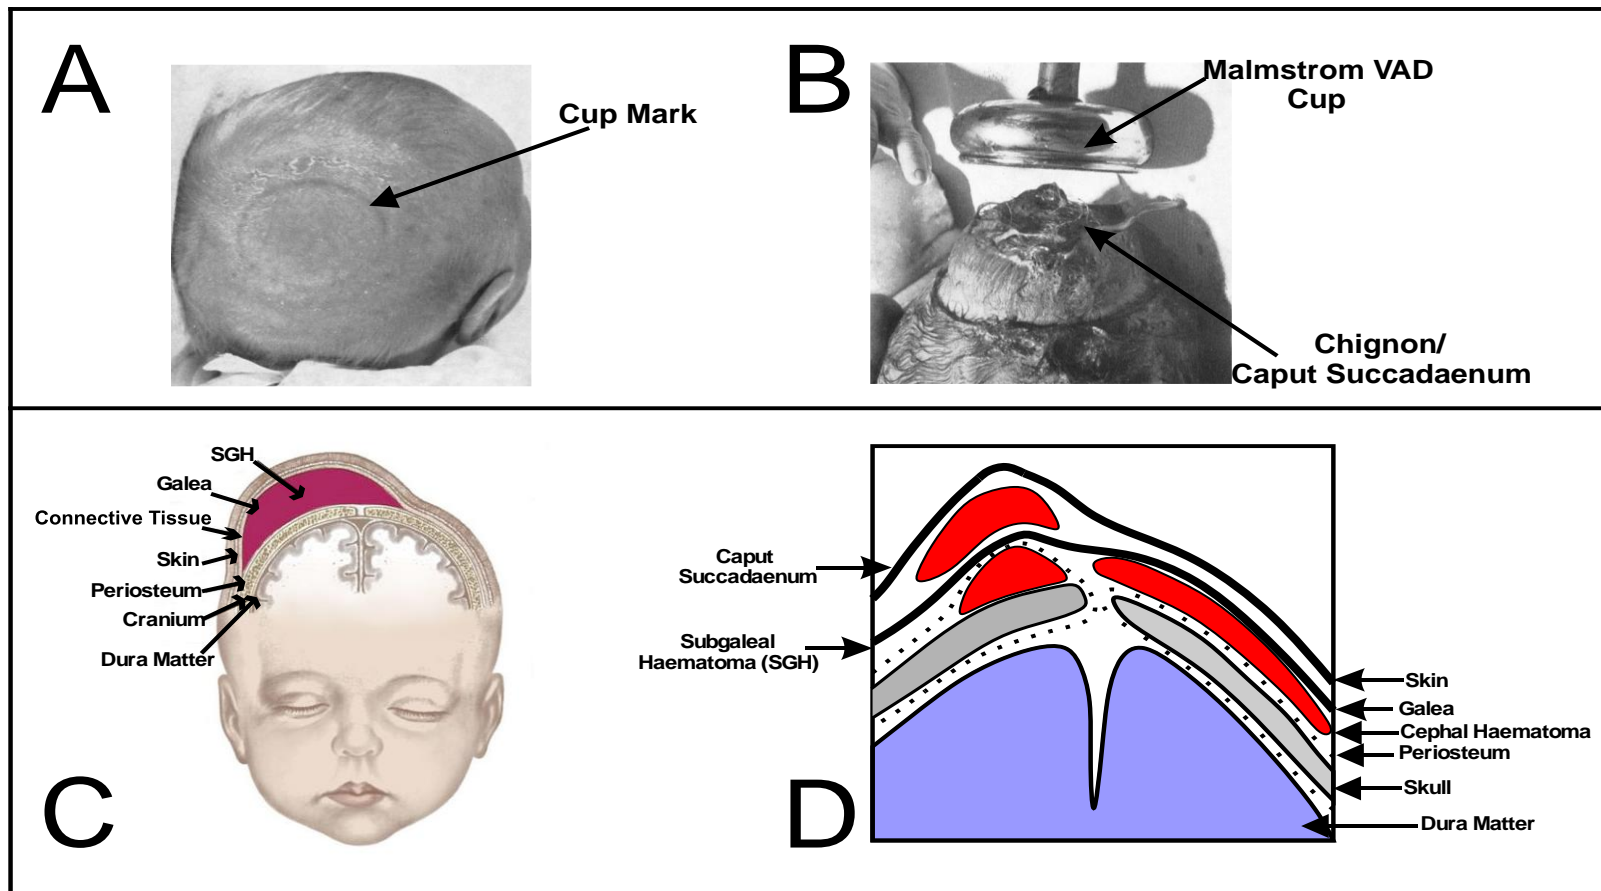 A
Cup Mark
B
Malmstrom VAD
Cup
Chignon/
Caput Succadaenum
C
SGH
Galea
Connective Tissue
Skin
Periosteum
Cranium
Dura Matter
D
Caput
Succadaenum
Subgaleal
Haematoma (SGH)
Skin
Galea
Cephal Haematoma
Periosteum
Skull
Dura Matter